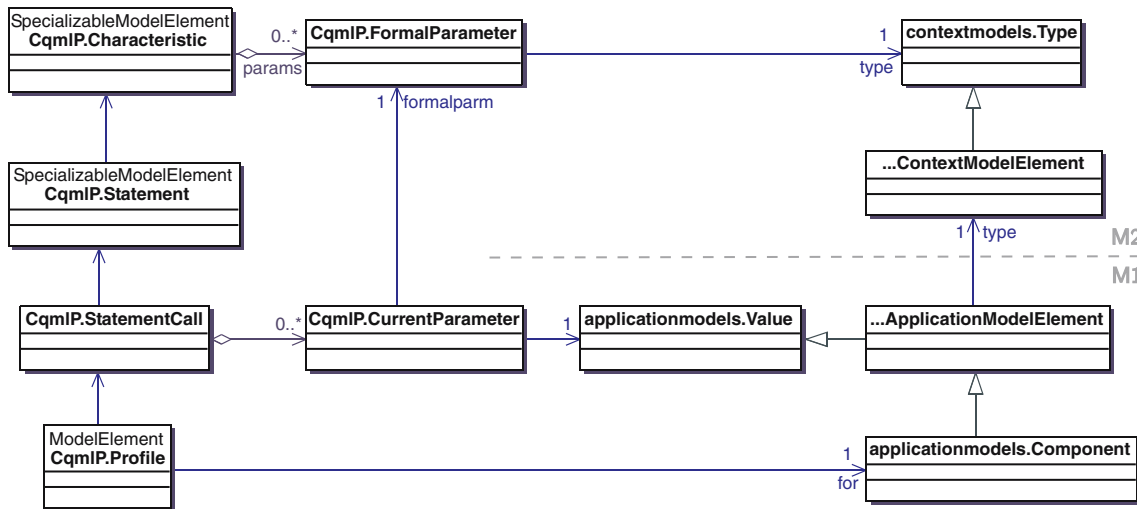 SpecializableModelElement
CqmlP.Characteristic
0..*
params
CqmlP.FormalParameter
1
type
contextmodels.Type
1 formalparm
SpecializableModelElement
CqmlP.Statement
...ContextModelElement
1 type
M2
M1
CqmlP.StatementCall
0..*
CqmlP.CurrentParameter
1
applicationmodels.Value
...ApplicationModelElement
ModelElement
CqmlP.Profile
1
for
applicationmodels.Component